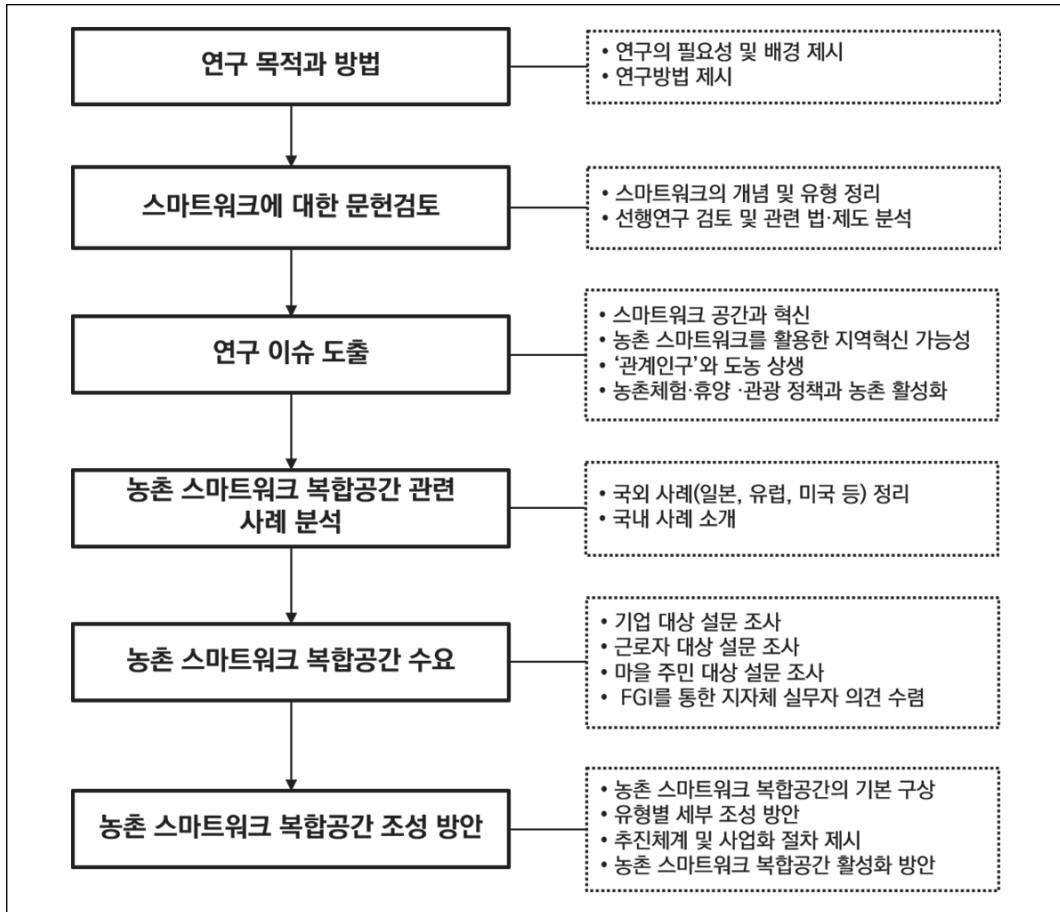 연구 목적과 방법
• 연구의 필요성 및 배경 제시
• 연구방법 제시
스마트워크에 대한 문헌검토
• 스마트워크의 개념 및 유형 정리
• 선행연구 검토 및 관련 법·제도 분석
연구 이슈 도출
• 스마트워크 공간과 혁신
• 농촌 스마트워크를 활용한 지역혁신 가능성
• ‘관계인구’와 도농 상생
• 농촌체험·휴양 ·관광 정책과 농촌 활성화
농촌 스마트워크 복합공간 관련
사례 분석
• 국외 사례(일본, 유럽, 미국 등) 정리
• 국내 사례 소개
농촌 스마트워크 복합공간 수요
• 기업 대상 설문 조사
• 근로자 대상 설문 조사
• 마을 주민 대상 설문 조사
• FGI를 통한 지자체 실무자 의견 수렴
농촌 스마트워크 복합공간 조성 방안
• 농촌 스마트워크 복합공간의 기본 구상
• 유형별 세부 조성 방안
• 추진체계 및 사업화 절차 제시
• 농촌 스마트워크 복합공간 활성화 방안